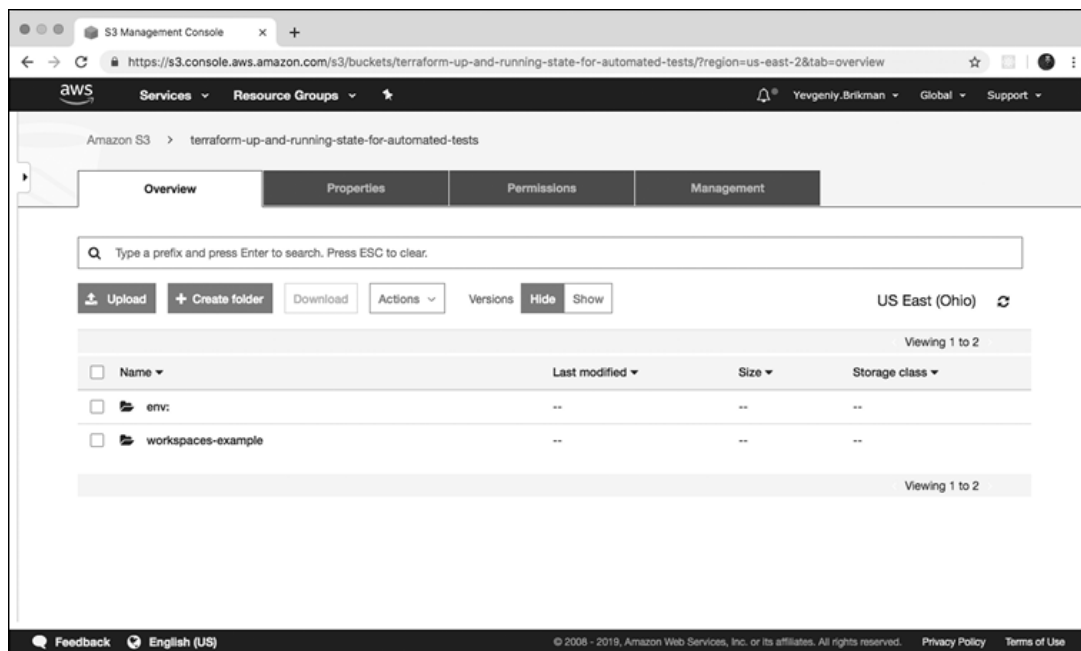 S3 Management Console
https://s3.console.aws.amazon.com/s3/buckets/terraform-up-and-running-state-for-automated-tests/?region=us-east-2&tab=overview
aws Services Resource Groups Yevgeniy.Brikman Global Support
Amazon S3 > terraform-up-and-running-state-for-automated-tests
Overview Properties Permissions Management
Type a prefix and press Enter to search. Press ESC to clear.
Upload + Create folder Download Actions Versions Hide Show US East (Ohio)
Viewing 1 to 2
Name Last modified Size Storage class
env: -- -- --
workspaces-example -- -- --
Viewing 1 to 2
Feedback English (US) © 2008 - 2019, Amazon Web Services, Inc. or its affiliates. All rights reserved. Privacy Policy Terms of Use